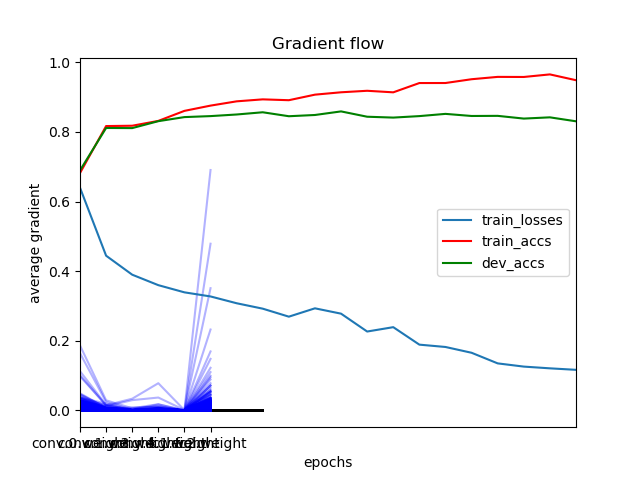 Gradient flow
average gradient
1.0
0.8
0.6
0.4
0.2
0.0
train_losses
train_accs
dev_accs
epochs